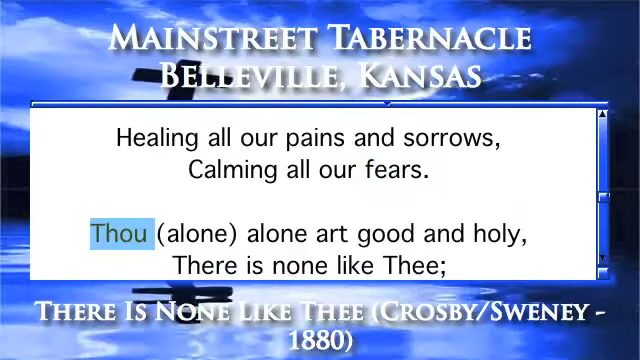 Mainstreet Tabernacle
Belleville, Kansas
Healing all our pains and sorrows,
Calming all our fears.
Thou (alone) alone art good and holy,
There is none like Thee;
There Is None Like Thee (Crosby/Sweney -
1880)